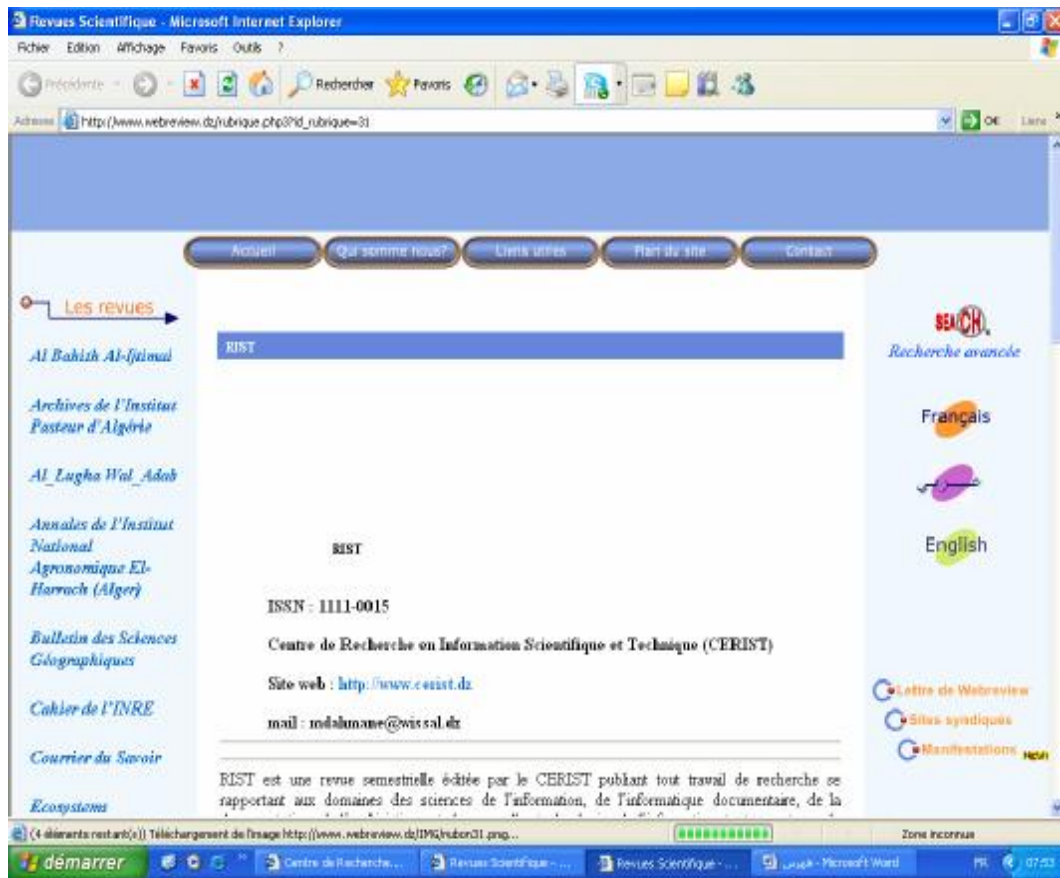 Revues Scientifique - Microsoft Internet Explorer
Fichier Edition Affichage Favoris Outils ?
Précédente Rechercher Favoris
Adresse http://www.webreview.dz/rubrique.php3?id_rubrique=31 OK Liens
Accueil Qui somme nous? Liens utiles Plan du site Contact
Les revues
Al Bahith Al-Ijtimai
Archives de l'Institut
Pasteur d'Algérie
Al_Lugha Wal_Adab
Annales de l'Institut
National
Agronomique El-
Harrach (Alger)
Bulletin des Sciences
Géographiques
Cahier de l'INRE
Courrier du Savoir
Ecosystems
RIST
RIST
ISSN : 1111-0015
Centre de Recherche en Information Scientifique et Technique (CERIST)
Site web : http://www.cerist.dz
mail : mdahmane@wissal.dz
RIST est une revue semestrielle éditée par le CERIST publiant tout travail de recherche se
rapportant aux domaines des sciences de l'information, de l'informatique documentaire, de la
Recherche avancée
Français
عربي
English
Lettre de Webreview
Sites syndiqués
Manifestations
(4 éléments restant(s)) Téléchargement de l'image http://www.webreview.dz/IMG/rubon31.png...
Zone inconnue
démarrer Centre de Recherche... Revues Scientifique - ... Revues Scientifique - ... فهرس - Microsoft Word FR 07:53